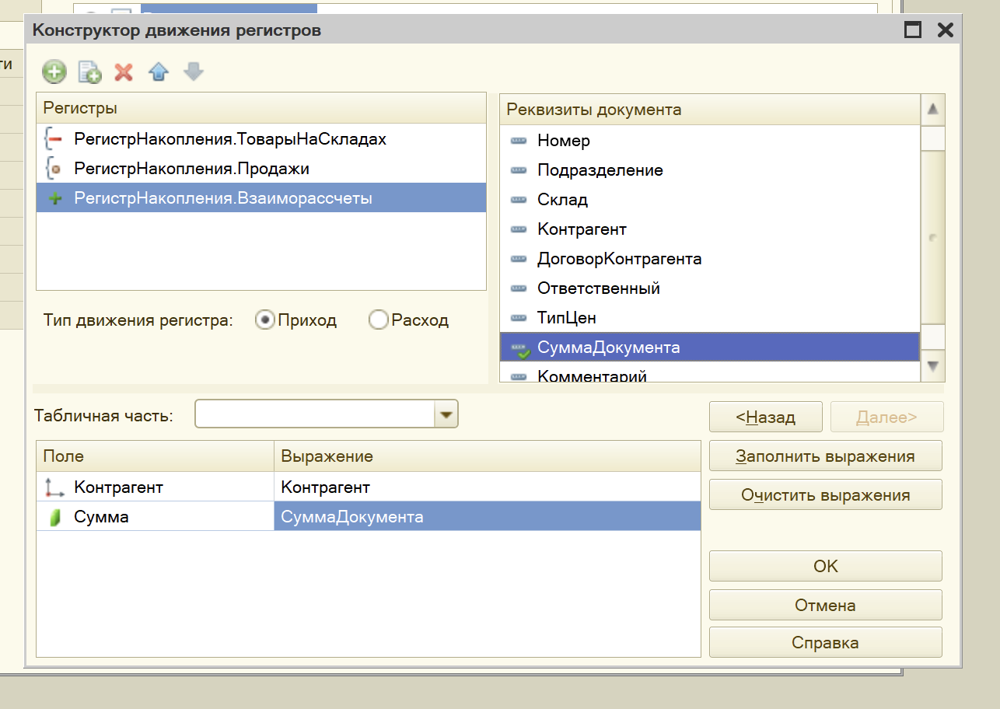 Конструктор движения регистров
ти
Регистры
РегистрНакопления.ТоварыНаСкладах
РегистрНакопления.Продажи
РегистрНакопления.Взаиморассчеты
Тип движения регистра: Приход Расход
Реквизиты документа
Номер
Подразделение
Склад
Контрагент
ДоговорКонтрагента
Ответственный
ТипЦен
СуммаДокумента
Комментарий
Табличная часть:
<Назад Далее>
Поле Выражение
Контрагент Контрагент
Сумма СуммаДокумента
Заполнить выражения
Очистить выражения
OK
Отмена
Справка